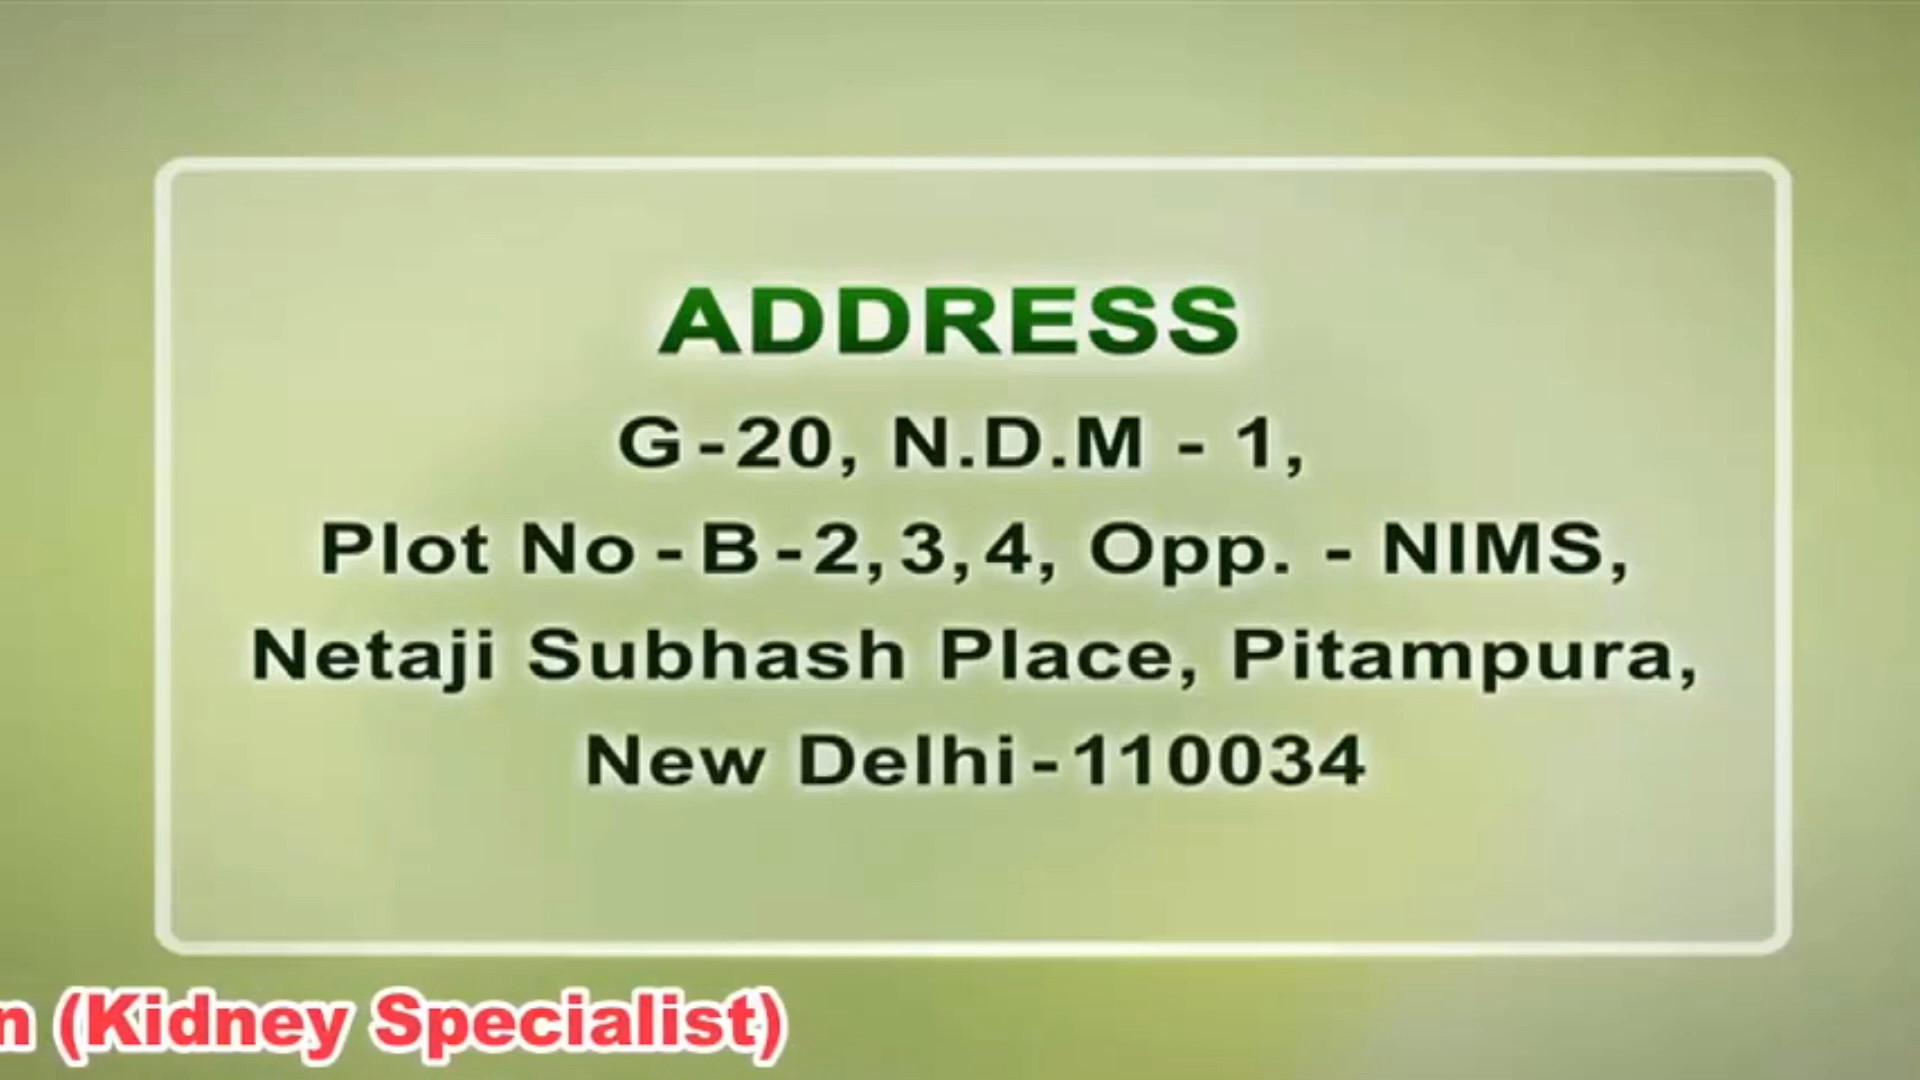 ADDRESS
G-20, N.D.M - 1,
Plot No-B-2,3,4, Opp. - NIMS,
Netaji Subhash Place, Pitampura,
New Delhi-110034
n (Kidney Specialist)